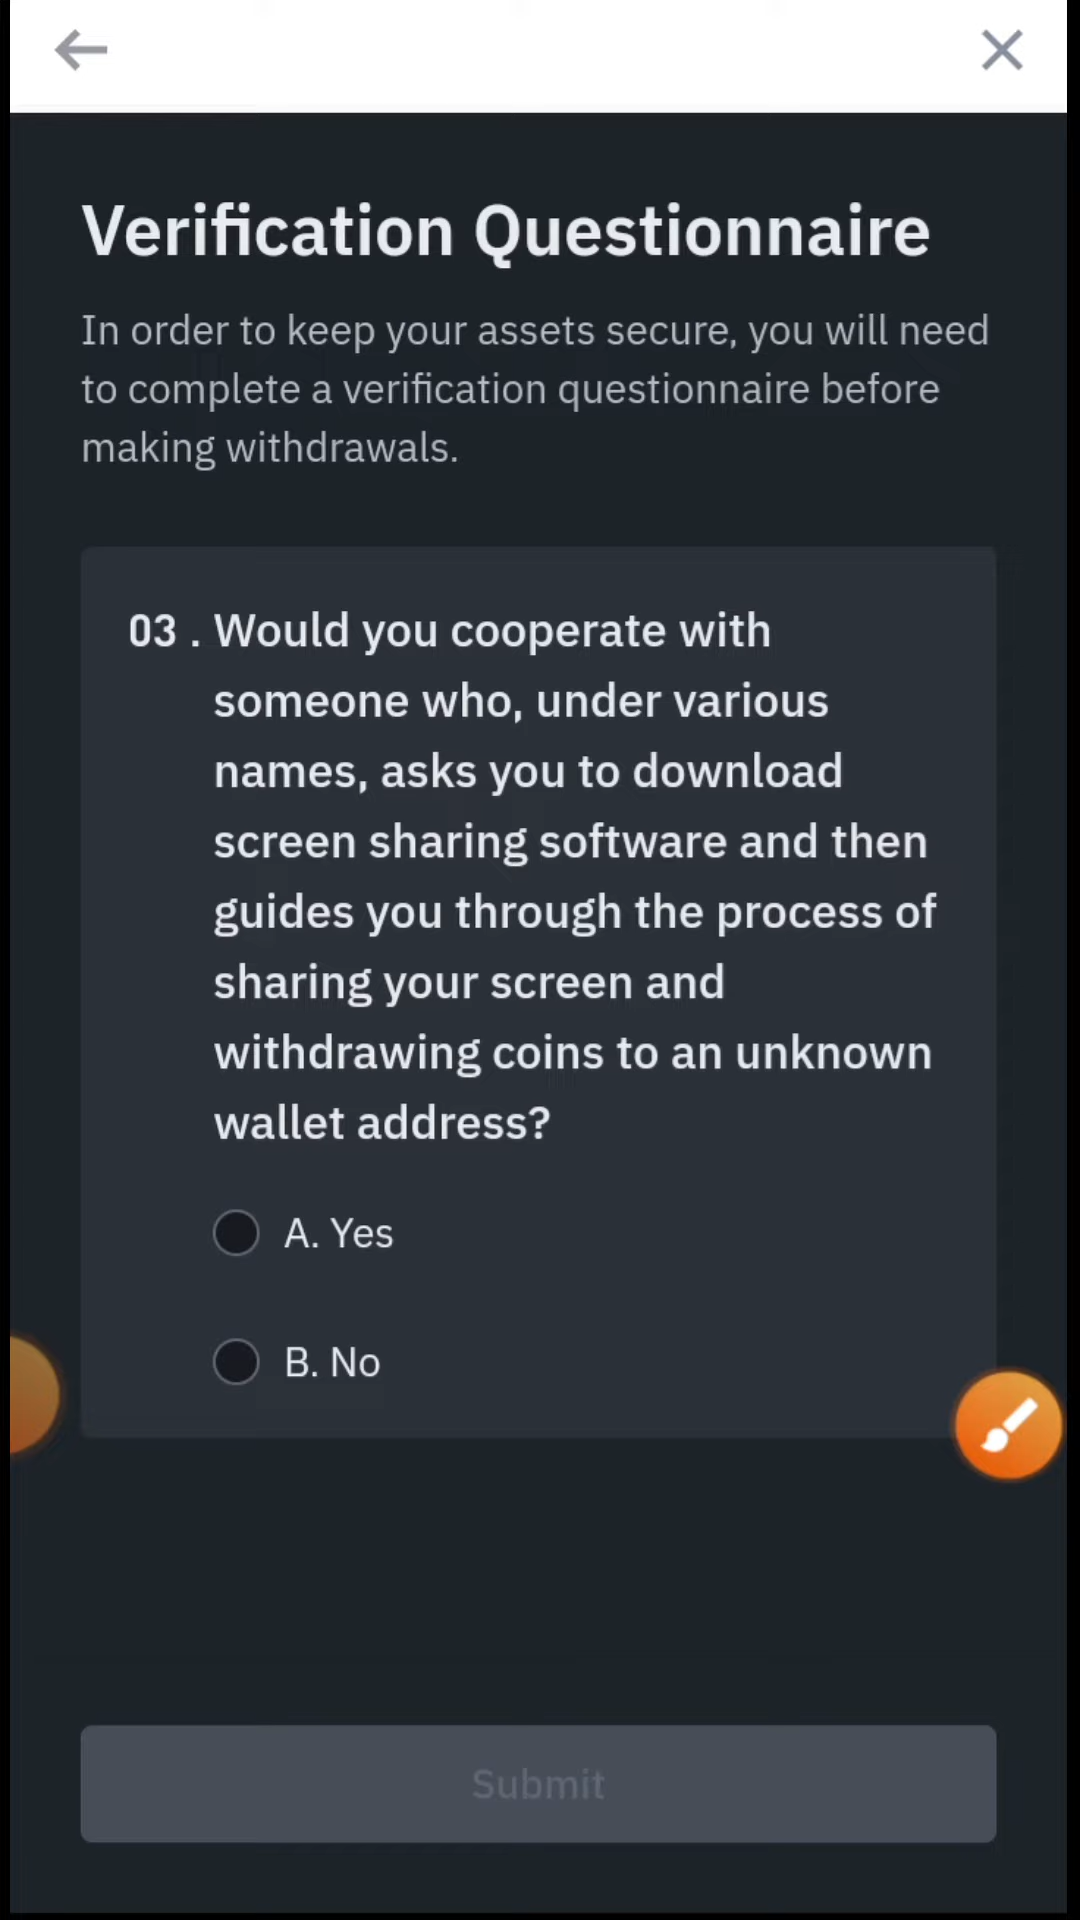 Verification Questionnaire
In order to keep your assets secure, you will need
to complete a verification questionnaire before
making withdrawals.
03 . Would you cooperate with
someone who, under various
names, asks you to download
screen sharing software and then
guides you through the process of
sharing your screen and
withdrawing coins to an unknown
wallet address?
A. Yes
B. No
Submit